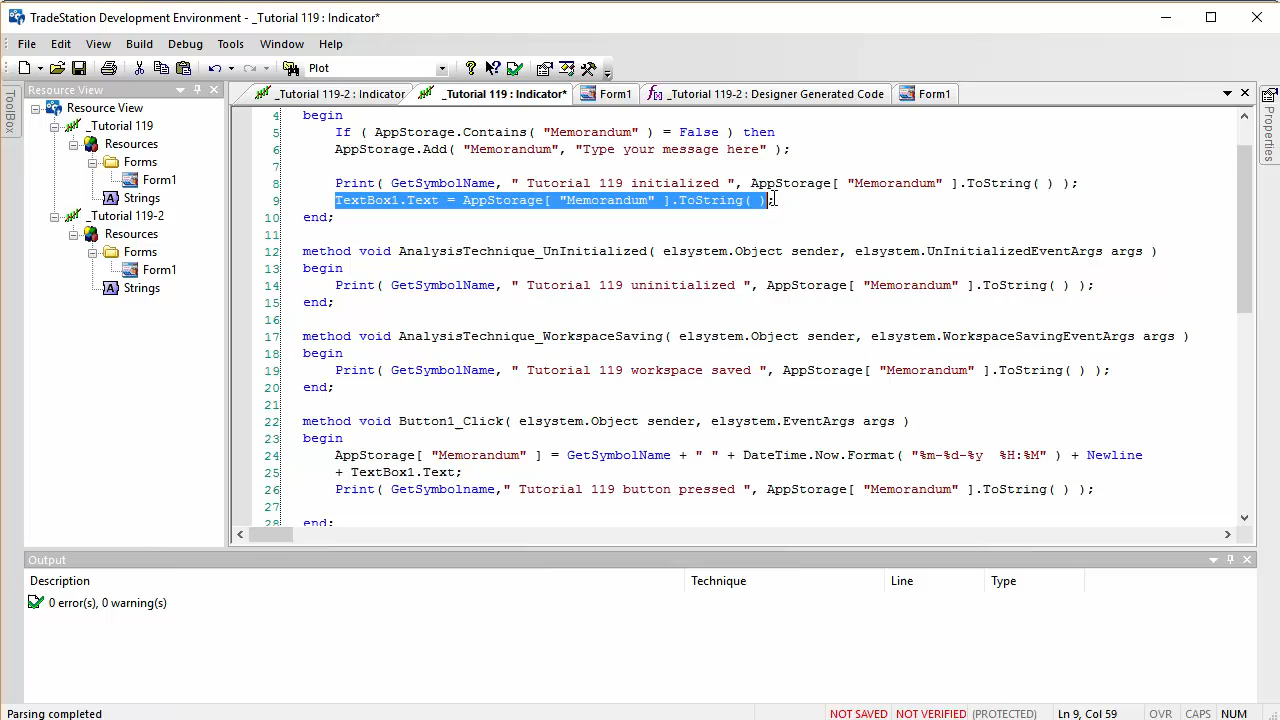 TradeStation Development Environment - _Tutorial 119 : Indicator*
File Edit View Build Debug Tools Window Help
Plot
Resource View
ToolBox
Properties
_Tutorial 119-2 : Indicator
_Tutorial 119 : Indicator*
Form1
_Tutorial 119-2 : Designer Generated Code
Form1
Resource View
_Tutorial 119
Resources
Forms
Form1
Strings
_Tutorial 119-2
Resources
Forms
Form1
Strings
4 begin
5 If ( AppStorage.Contains( "Memorandum" ) = False ) then
6 AppStorage.Add( "Memorandum", "Type your message here" );
7
8 Print( GetSymbolName, " Tutorial 119 initialized ", AppStorage[ "Memorandum" ].ToString( ) );
9 TextBox1.Text = AppStorage[ "Memorandum" ].ToString( );
10 end;
11
12 method void AnalysisTechnique_UnInitialized( elsystem.Object sender, elsystem.UnInitializedEventArgs args )
13 begin
14 Print( GetSymbolName, " Tutorial 119 uninitialized ", AppStorage[ "Memorandum" ].ToString( ) );
15 end;
16
17 method void AnalysisTechnique_WorkspaceSaving( elsystem.Object sender, elsystem.WorkspaceSavingEventArgs args )
18 begin
19 Print( GetSymbolName, " Tutorial 119 workspace saved ", AppStorage[ "Memorandum" ].ToString( ) );
20 end;
21
22 method void Button1_Click( elsystem.Object sender, elsystem.EventArgs args )
23 begin
24 AppStorage[ "Memorandum" ] = GetSymbolName + " " + DateTime.Now.Format( "%m-%d-%y  %H:%M" ) + Newline
25 + TextBox1.Text;
26 Print( GetSymbolname," Tutorial 119 button pressed ", AppStorage[ "Memorandum" ].ToString( ) );
27
28 end;
Output
Description Technique Line Type
0 error(s), 0 warning(s)
Parsing completed NOT SAVED NOT VERIFIED (PROTECTED) Ln 9, Col 59 OVR CAPS NUM